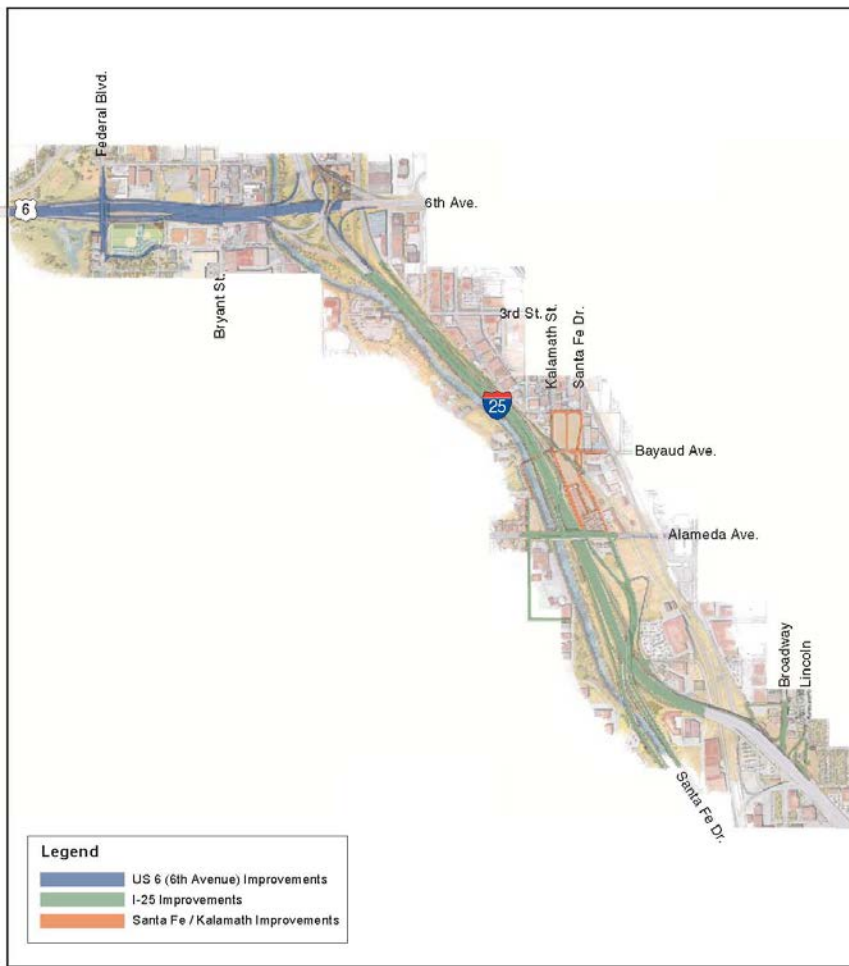 Federal Blvd.
6
6th Ave.
Bryant St.
3rd St.
Kalamath St.
Santa Fe Dr.
25
Bayaud Ave.
Alameda Ave.
Broadway
Lincoln
Santa Fe Dr.
Legend
US 6 (6th Avenue) Improvements
I-25 Improvements
Santa Fe / Kalamath Improvements